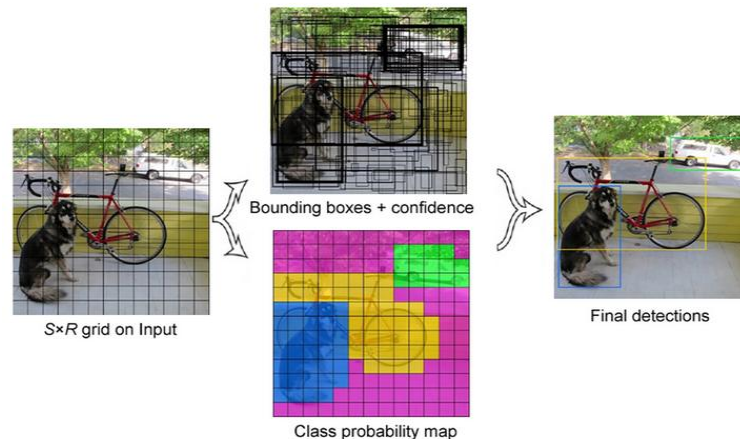 Bounding boxes + confidence
S×R grid on Input
Final detections
Class probability map